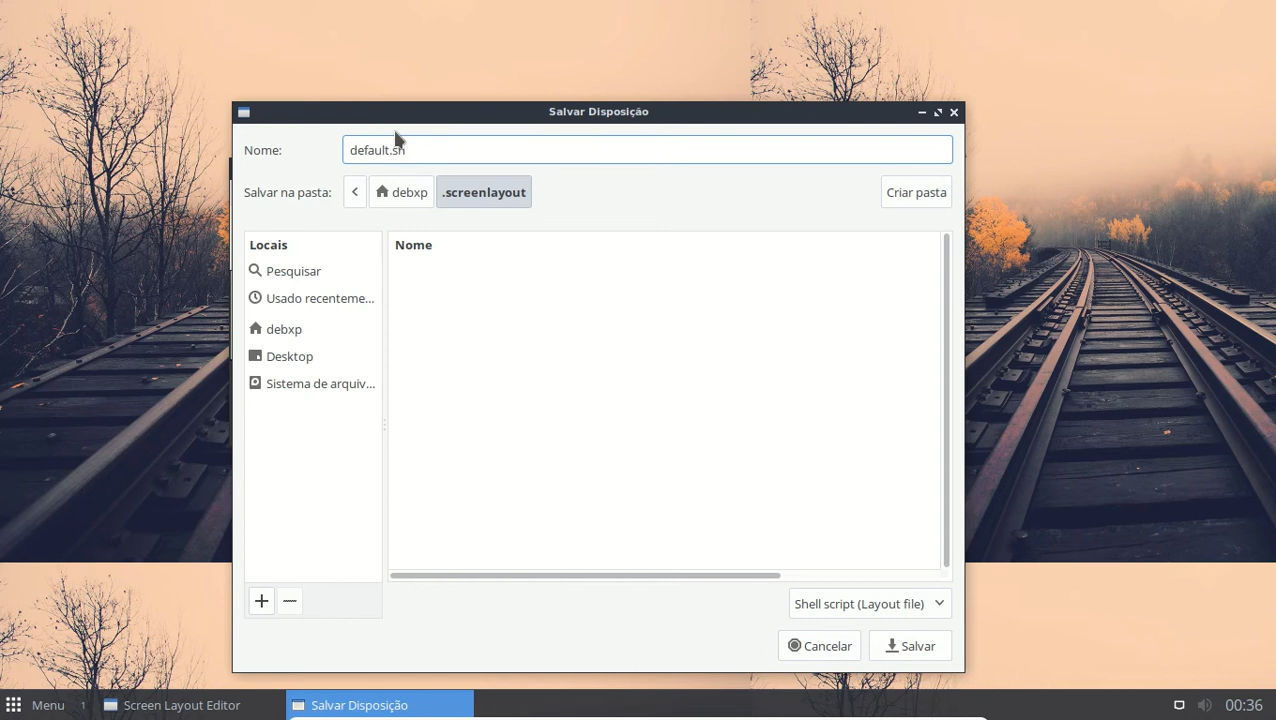 Salvar Disposição
Nome:
default.sh
Salvar na pasta:
debxp
.screenlayout
Criar pasta
Locais
Nome
Pesquisar
Usado recenteme...
debxp
Desktop
Sistema de arquiv...
Shell script (Layout file)
Cancelar
Salvar
Menu
1
Screen Layout Editor
Salvar Disposição
00:36